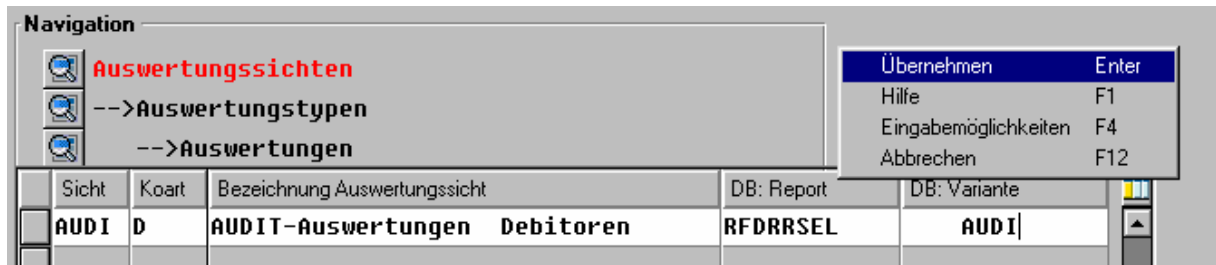 Navigation
Auswertungssichten
-->Auswertungstypen
-->Auswertungen
Übernehmen Enter
Hilfe F1
Eingabemöglichkeiten F4
Abbrechen F12
Sicht Koart Bezeichnung Auswertungssicht DB: Report DB: Variante
AUDI D AUDIT-Auswertungen Debitoren RFDRRSEL AUDI